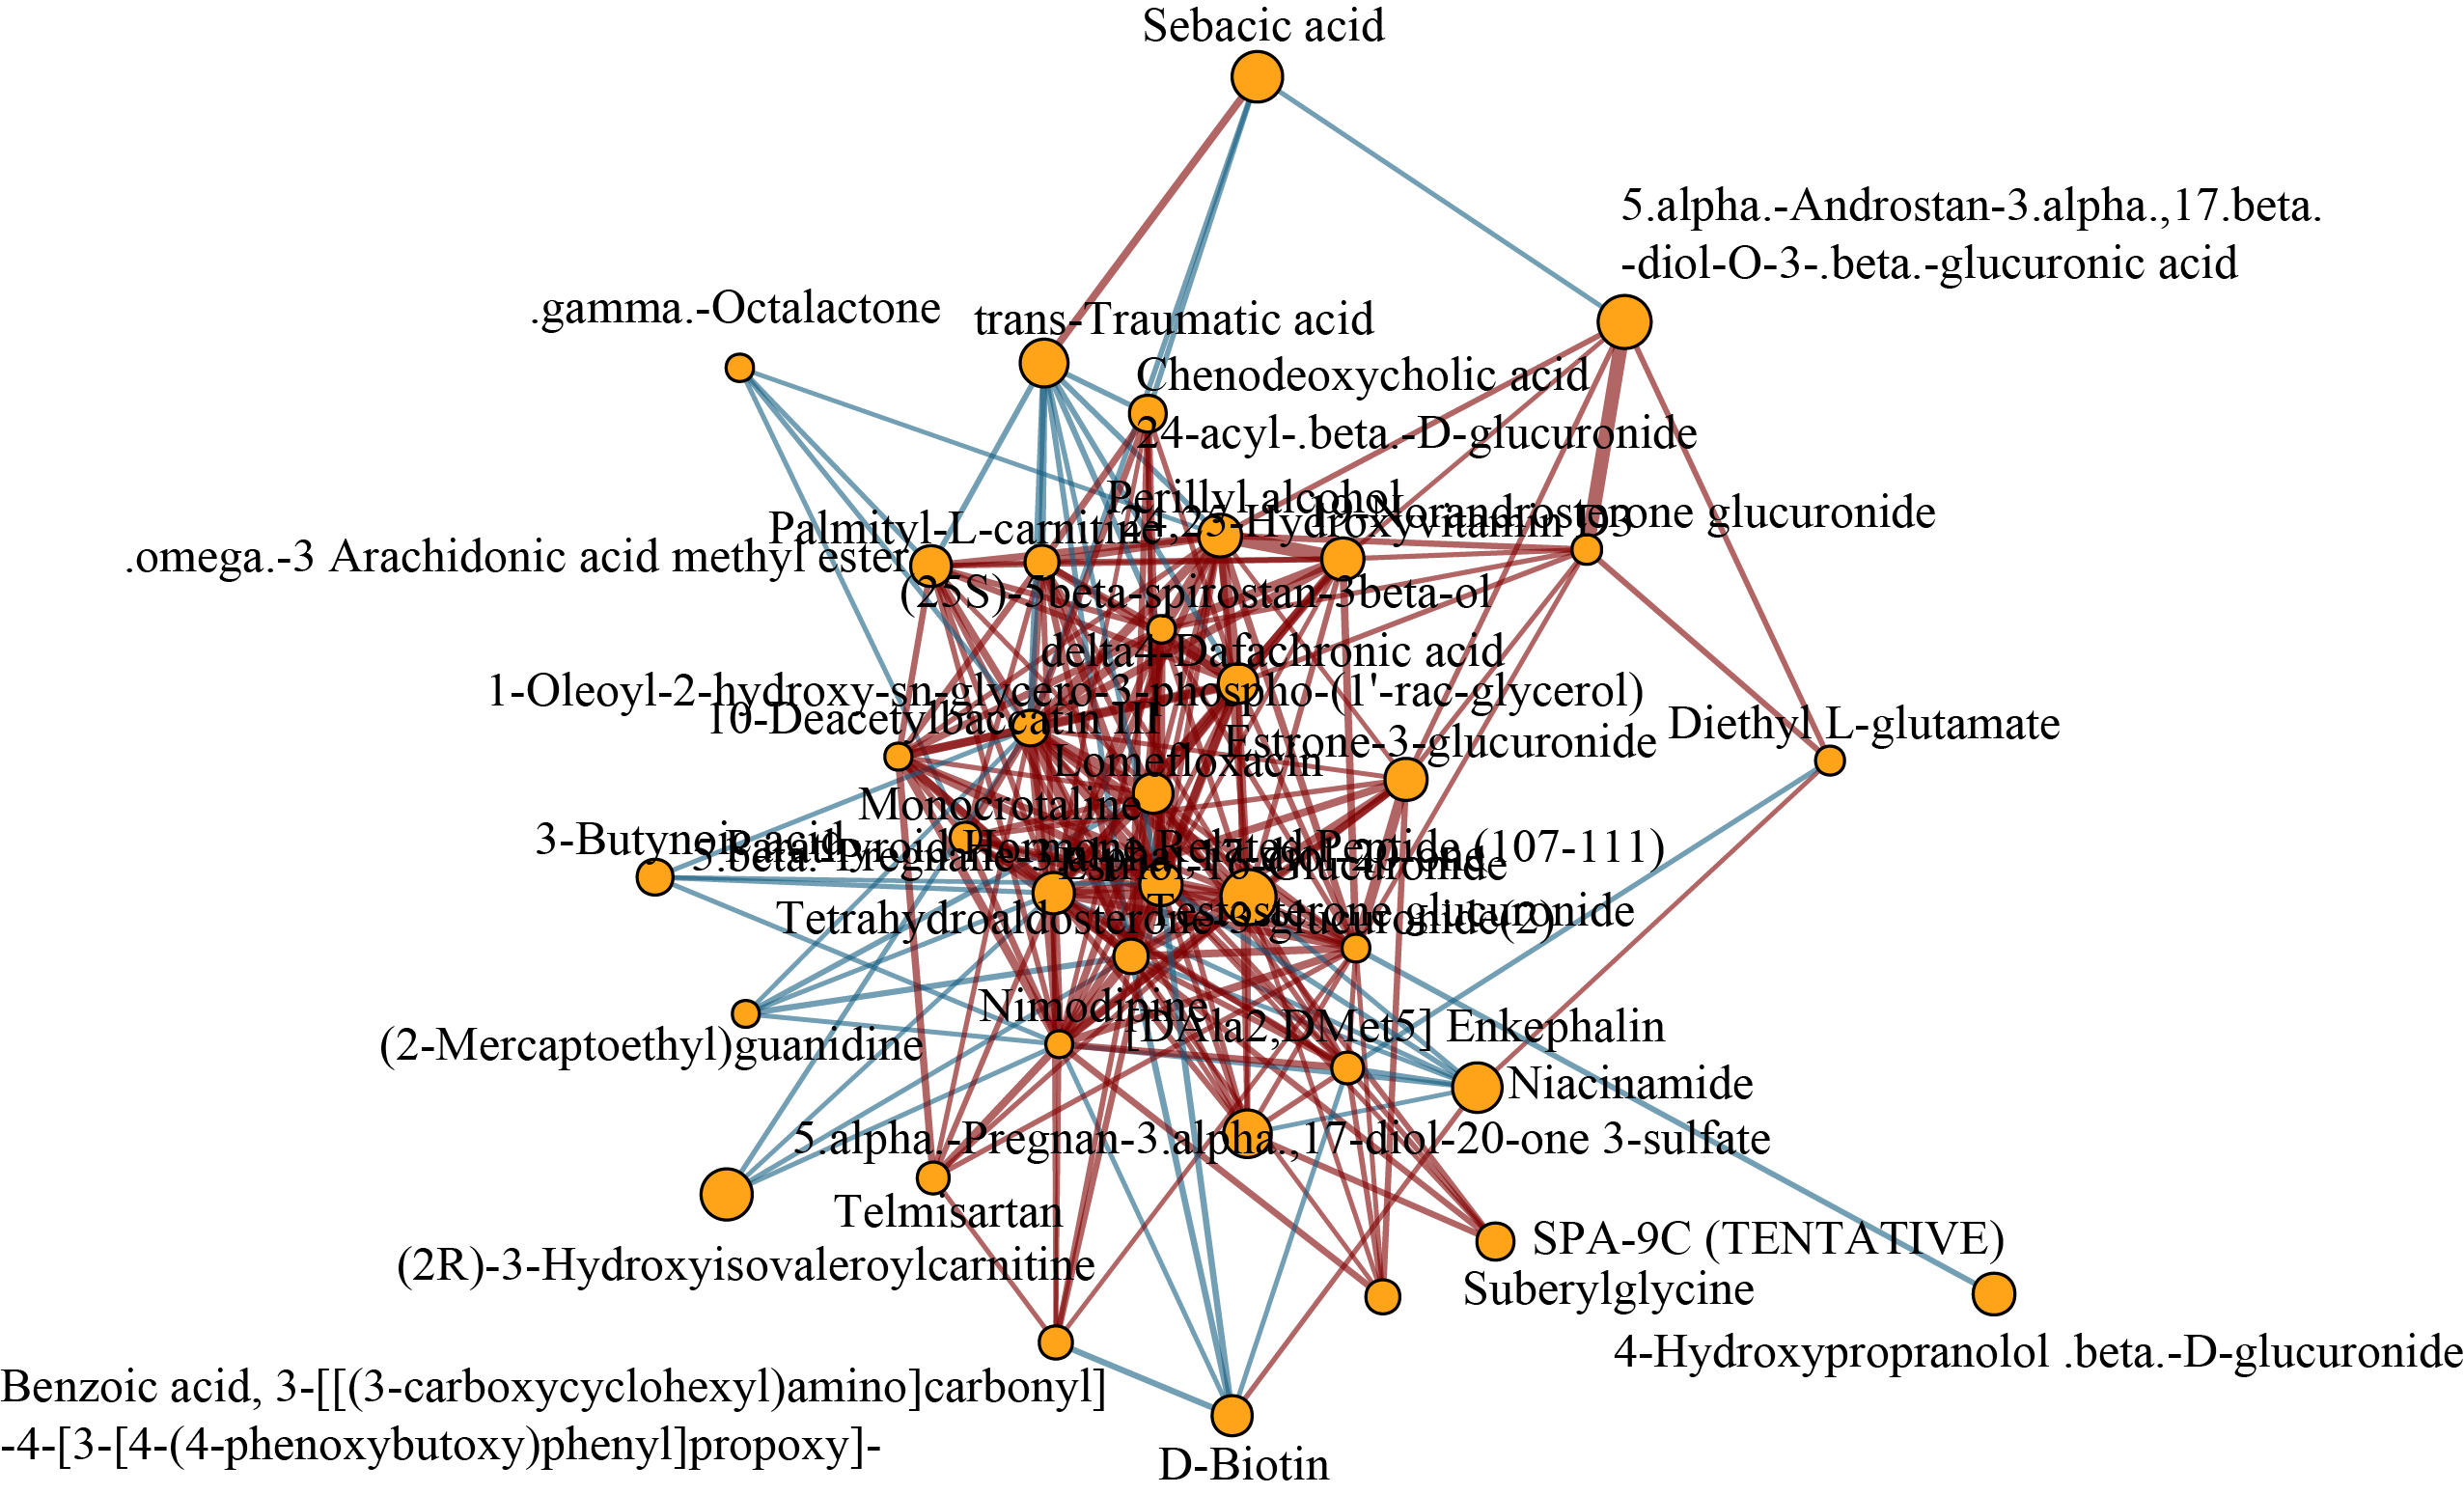 Sebacic acid
5.alpha.-Androstan-3.alpha.,17.beta.
-diol-O-3-.beta.-glucuronic acid
.gamma.-Octalactone
trans-Traumatic acid
Chenodeoxycholic acid
24-acyl-.beta.-D-glucuronide
Perillyl alcohol
19-Norandrosterone glucuronide
24,25-Hydroxyvitamin D3
Palmityl-L-carnitine
.omega.-3 Arachidonic acid methyl ester
(25S)-5beta-spirostan-3beta-ol
delta4-Dafachronic acid
1-Oleoyl-2-hydroxy-sn-glycero-3-phospho-(1'-rac-glycerol)
10-Deacetylbaccatin III
Diethyl L-glutamate
Estrone-3-glucuronide
Lomefloxacin
Monocrotaline
3-Butynoic acid
Parathyroid Hormone Related Peptide (107-111)
5.beta.-Pregnane-3.alpha.,17-diol-20-one
Estriol-16-Glucuronide
Testosterone glucuronide
Tetrahydroaldosterone-3-glucuronide(2)
Nimodipine
[DAla2,DMet5] Enkephalin
(2-Mercaptoethyl)guanidine
Niacinamide
5.alpha.-Pregnan-3.alpha.,17-diol-20-one 3-sulfate
Telmisartan
SPA-9C (TENTATIVE)
(2R)-3-Hydroxyisovaleroylcarnitine
Suberylglycine
4-Hydroxypropranolol .beta.-D-glucuronide
Benzoic acid, 3-[[(3-carboxycyclohexyl)amino]carbonyl]
-4-[3-[4-(4-phenoxybutoxy)phenyl]propoxy]-
D-Biotin